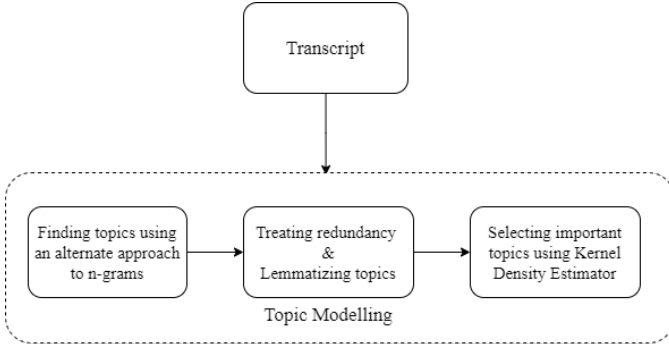 Transcript
Finding topics using
an alternate approach
to n-grams
Treating redundancy
&
Lemmatizing topics
Selecting important
topics using Kernel
Density Estimator
Topic Modelling